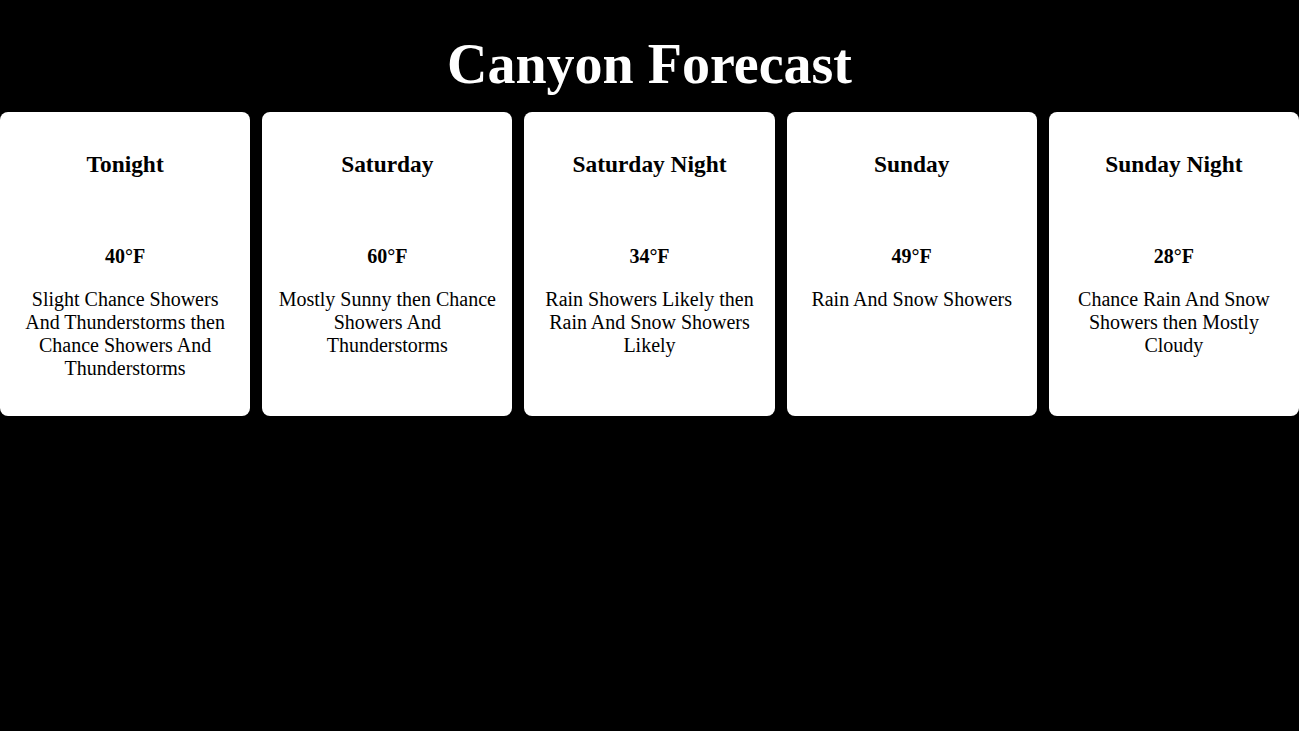 Canyon Forecast
Tonight
40°F
Slight Chance Showers
And Thunderstorms then
Chance Showers And
Thunderstorms
Saturday
60°F
Mostly Sunny then Chance
Showers And
Thunderstorms
Saturday Night
34°F
Rain Showers Likely then
Rain And Snow Showers
Likely
Sunday
49°F
Rain And Snow Showers
Sunday Night
28°F
Chance Rain And Snow
Showers then Mostly
Cloudy